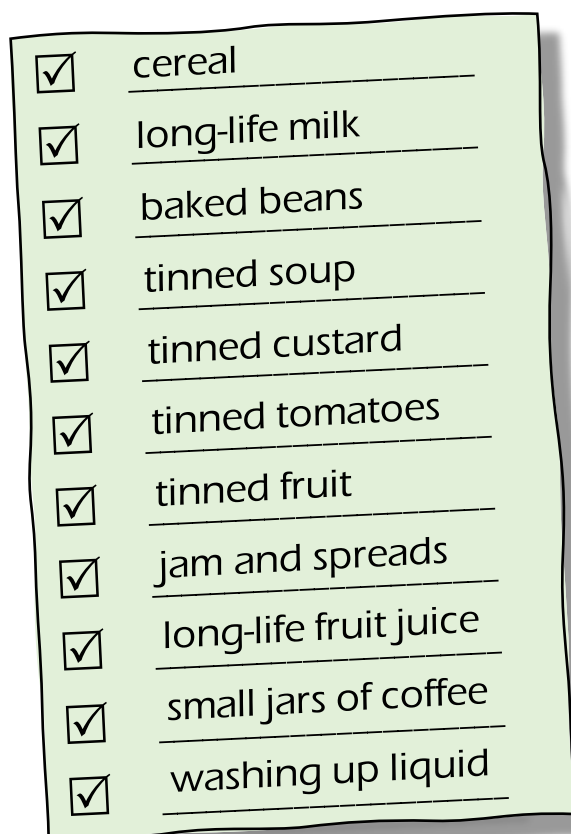 cereal
long-life milk
baked beans
tinned soup
tinned custard
tinned tomatoes
tinned fruit
jam and spreads
long-life fruit juice
small jars of coffee
washing up liquid